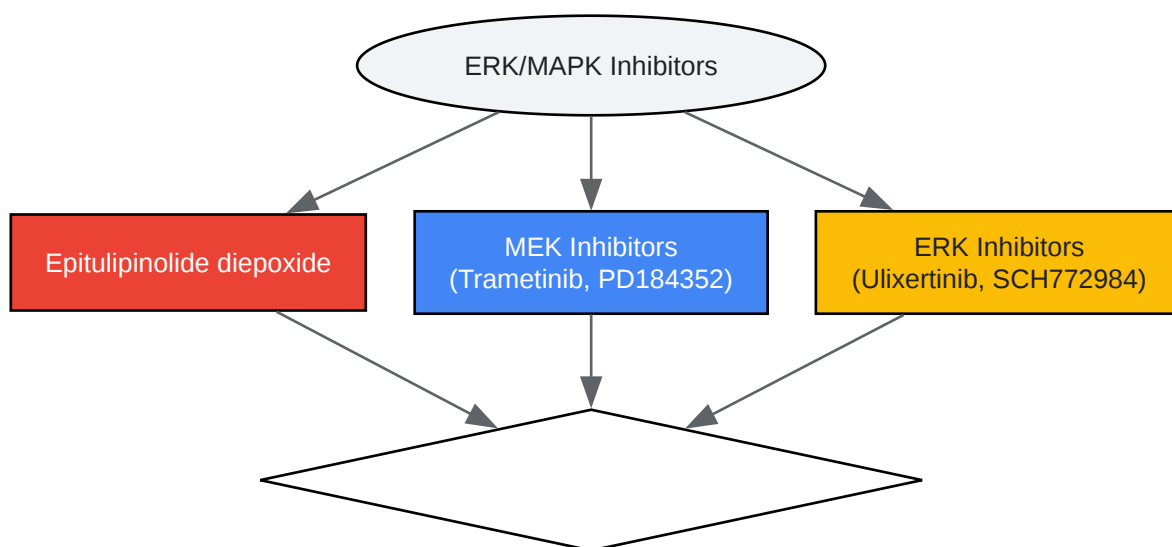 ERK/MAPK Inhibitors
Epitulipinolide diepoxide
MEK Inhibitors
(Trametinib, PD184352)
ERK Inhibitors
(Ulixertinib, SCH772984)